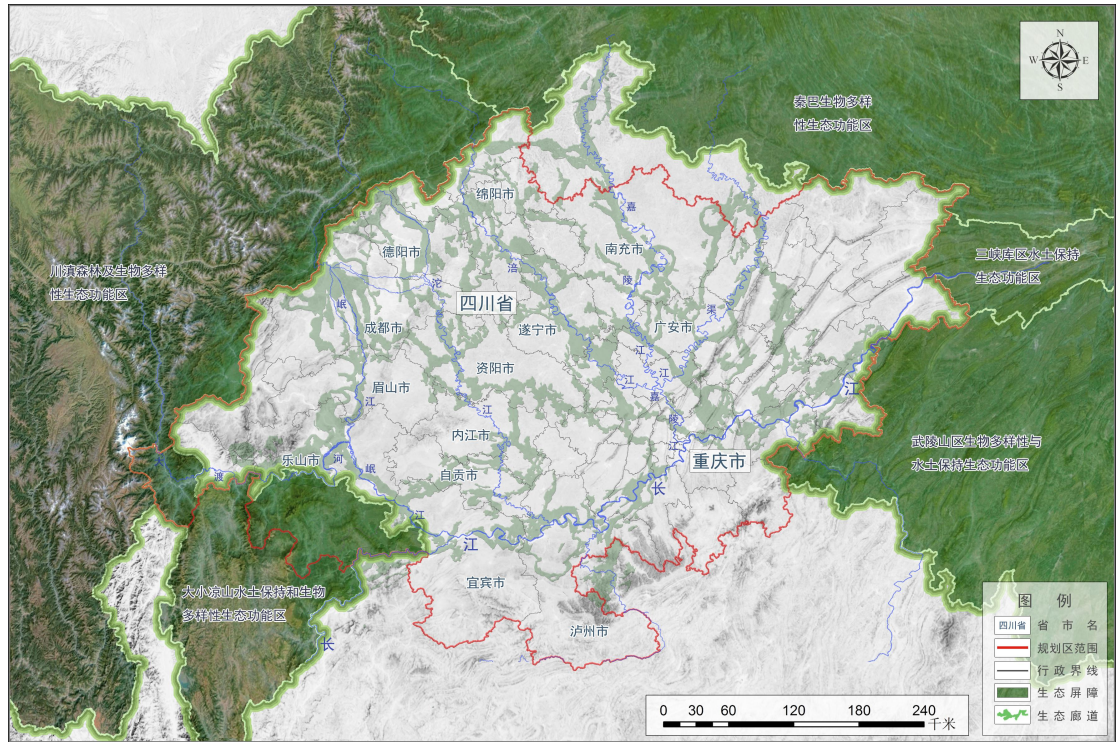 N
W E
S
秦巴生物多样
性生态功能区
绵阳市
嘉
德阳市
南充市
涪
三峡库区水土保持
生态功能区
川滇森林及生物多样
性生态功能区
沱
陵
岷
四川省
渠
成都市
遂宁市
广安市
江
资阳市
江
江
眉山市
江
嘉
江
陵
内江市
武陵山区生物多样性与
水土保持生态功能区
江
江
乐山市
河
岷
重庆市
渡
自贡市
长
江
江
宜宾市
大小凉山水土保持和生物
多样性生态功能区
泸州市
长
图 例
四川省 省 市 名
规划区范围
行政界线
生态屏障
生态廊道
0 30 60 120 180 240
千米